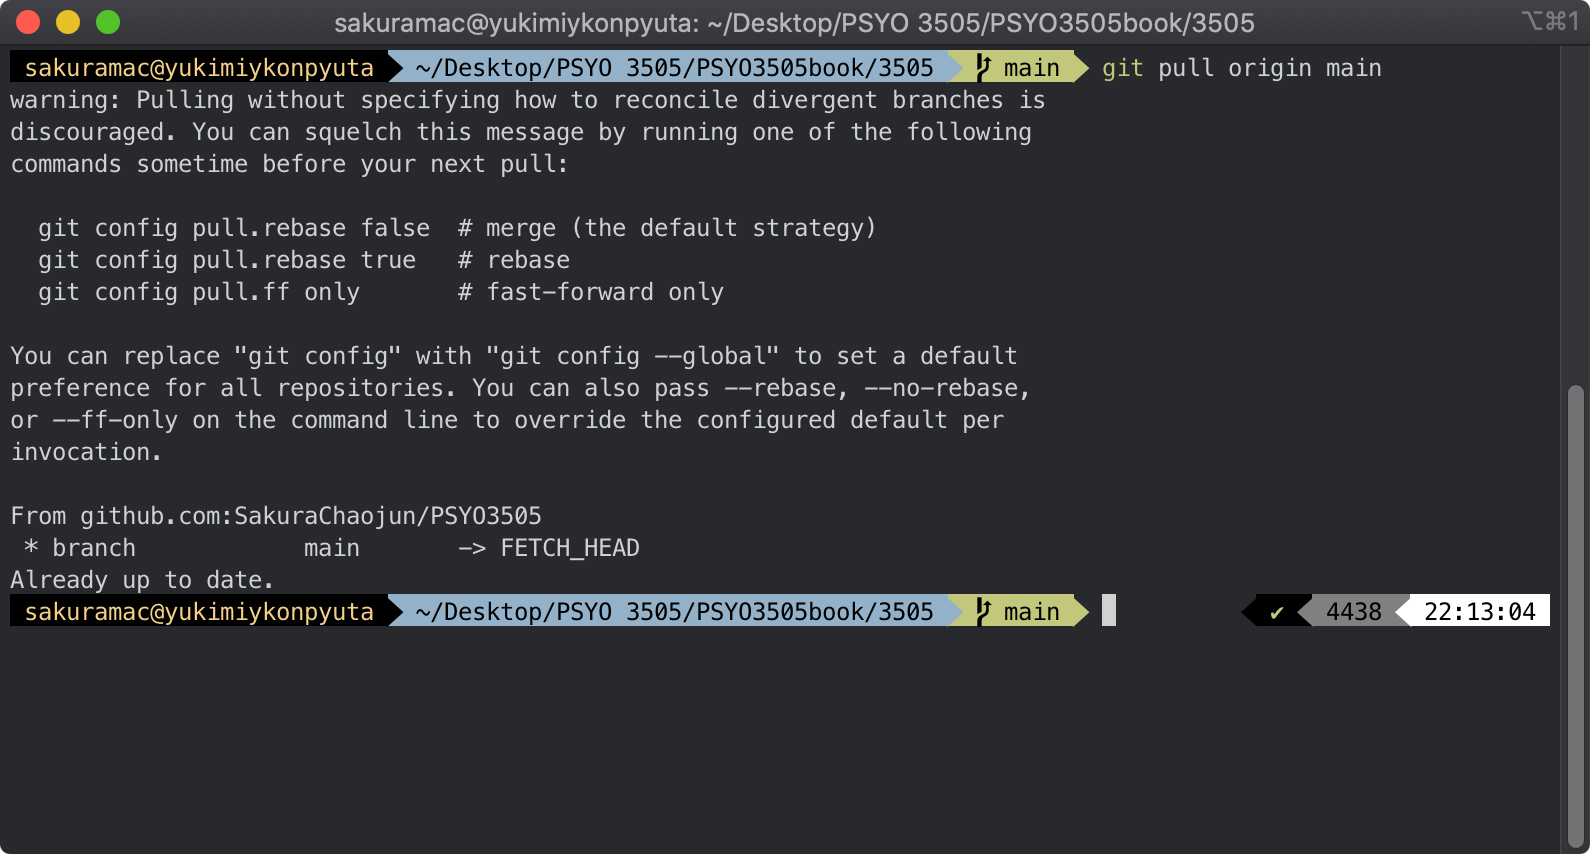 sakuramac@yukimiykonpyuta: ~/Desktop/PSYO 3505/PSYO3505book/3505 ⌥⌘1
sakuramac@yukimiykonpyuta ~/Desktop/PSYO 3505/PSYO3505book/3505 main git pull origin main
warning: Pulling without specifying how to reconcile divergent branches is
discouraged. You can squelch this message by running one of the following
commands sometime before your next pull:
  git config pull.rebase false  # merge (the default strategy)
  git config pull.rebase true   # rebase
  git config pull.ff only       # fast-forward only
You can replace "git config" with "git config --global" to set a default
preference for all repositories. You can also pass --rebase, --no-rebase,
or --ff-only on the command line to override the configured default per
invocation.
From github.com:SakuraChaojun/PSYO3505
 * branch            main       -> FETCH_HEAD
Already up to date.
sakuramac@yukimiykonpyuta ~/Desktop/PSYO 3505/PSYO3505book/3505 main ✔ 4438 22:13:04